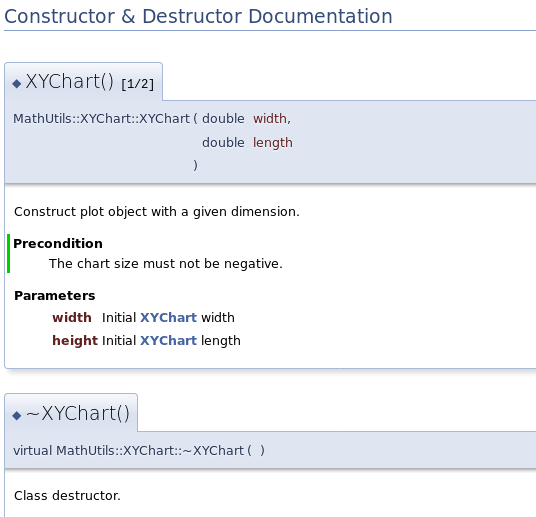 Constructor & Destructor Documentation
◆ XYChart() [1/2]
MathUtils::XYChart::XYChart ( double width,
double length
)
Construct plot object with a given dimension.
Precondition
The chart size must not be negative.
Parameters
width Initial XYChart width
height Initial XYChart length
◆ ~XYChart()
virtual MathUtils::XYChart::~XYChart ( )
Class destructor.